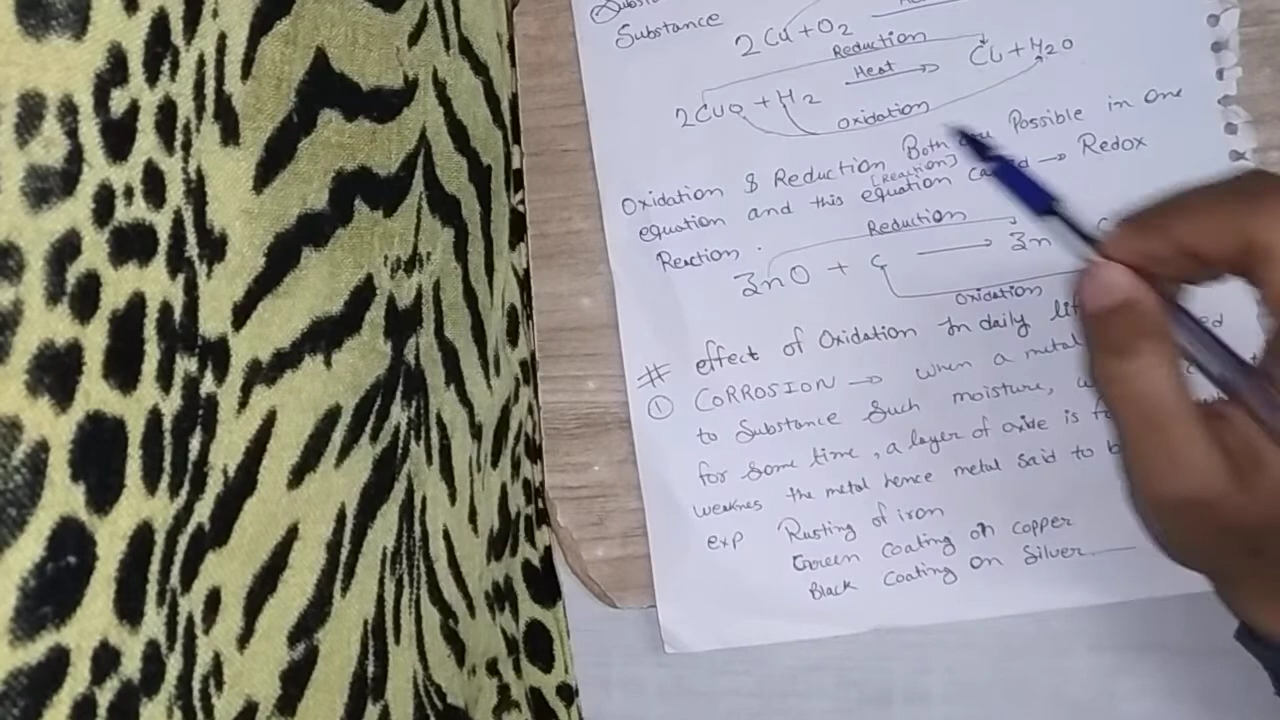 Substance
2Cu + O2
Reduction
2CuO + H2 Heat Cu + H2O
Oxidation
Oxidation & Reduction Both Possible in one
[Reaction]
equation and this equation → Redox
Reaction.
Reduction
ZnO + C → Zn
Oxidation
# effect of Oxidation In daily
① CORROSION → when a metal
to Substance Such moisture,
for Some time, a layer of oxide is
weaknes the metal hence metal said to
exp Rusting of iron
Green coating on copper
Black coating on Silver